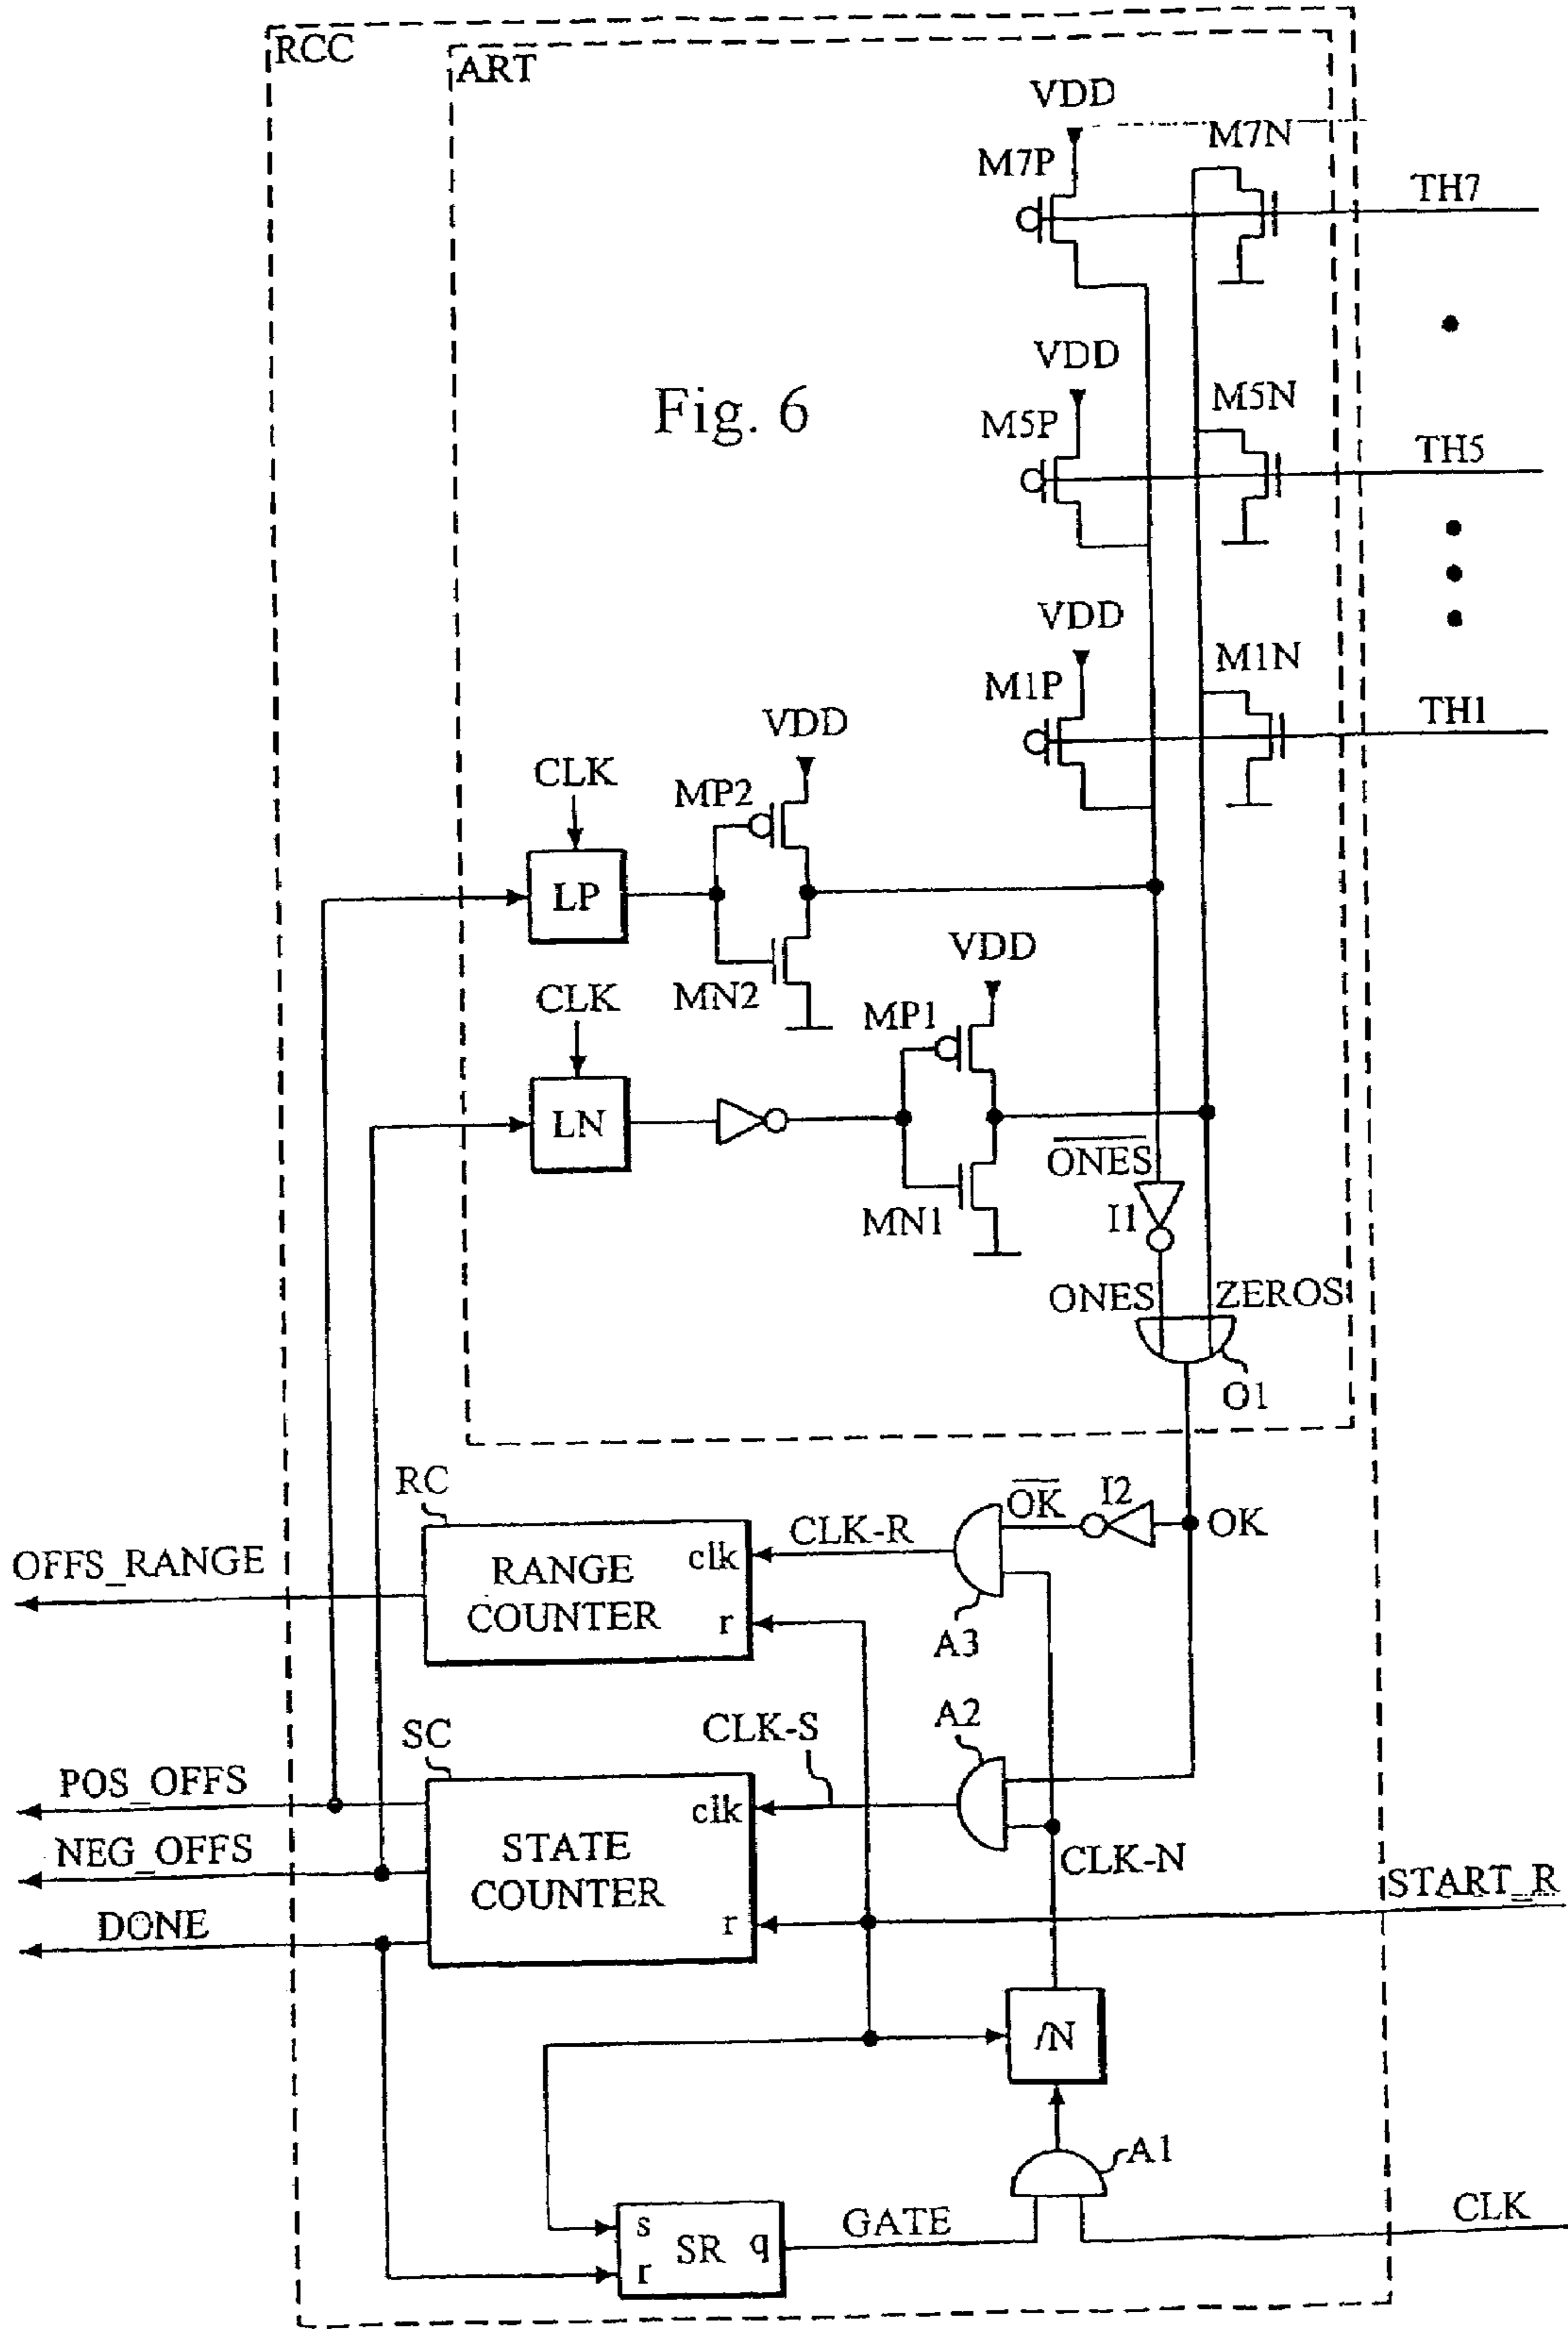 RCC
ART
VDD
M7P
M7N
TH7
VDD
Fig. 6
M5P
M5N
TH5
VDD
M1P
M1N
TH1
VDD
CLK
MP2
LP
MN2
VDD
CLK
MP1
LN
ONES
MN1
I1
ONES
ZEROS
O1
RC
OK
I2
OK
CLK-R
OFFS_RANGE
RANGE
COUNTER
clk
r
A3
SC
CLK-S
A2
POS_OFFS
NEG_OFFS
DONE
STATE
COUNTER
clk
r
CLK-N
START_R
/N
A1
s
r
SR
q
GATE
CLK